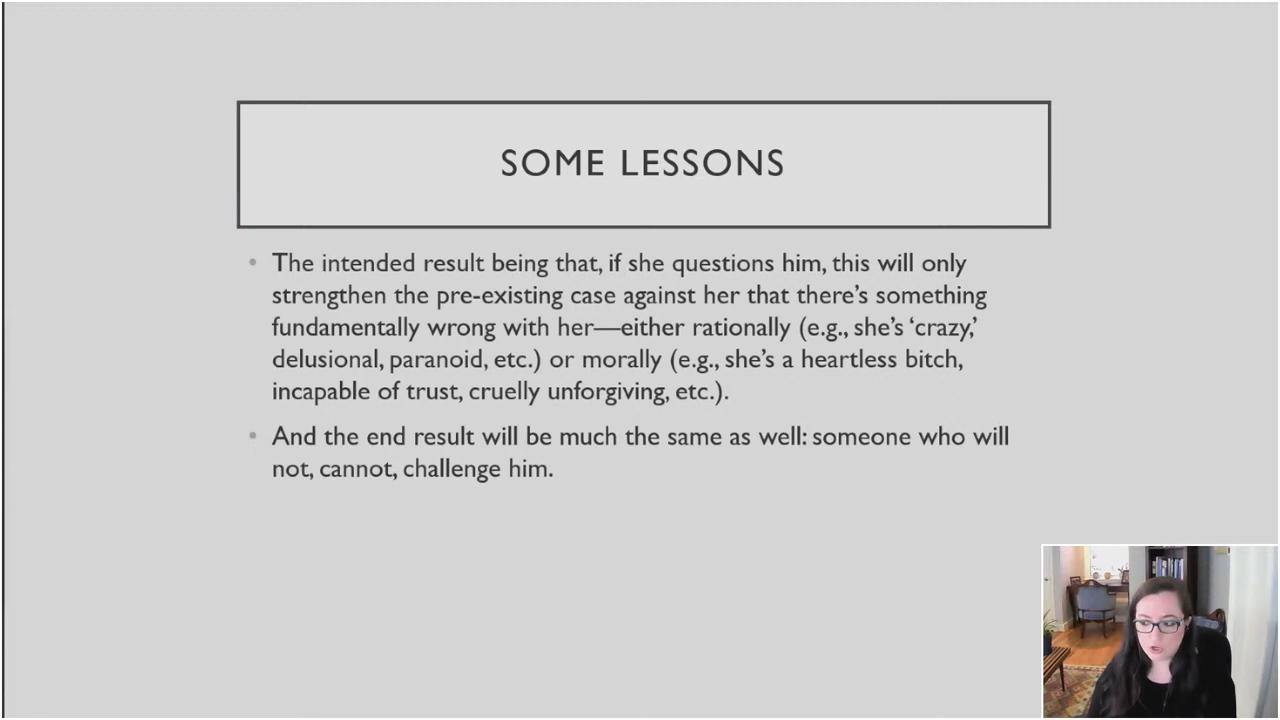 SOME LESSONS
• The intended result being that, if she questions him, this will only
strengthen the pre-existing case against her that there’s something
fundamentally wrong with her—either rationally (e.g., she’s ‘crazy,’
delusional, paranoid, etc.) or morally (e.g., she’s a heartless bitch,
incapable of trust, cruelly unforgiving, etc.).
• And the end result will be much the same as well: someone who will
not, cannot, challenge him.